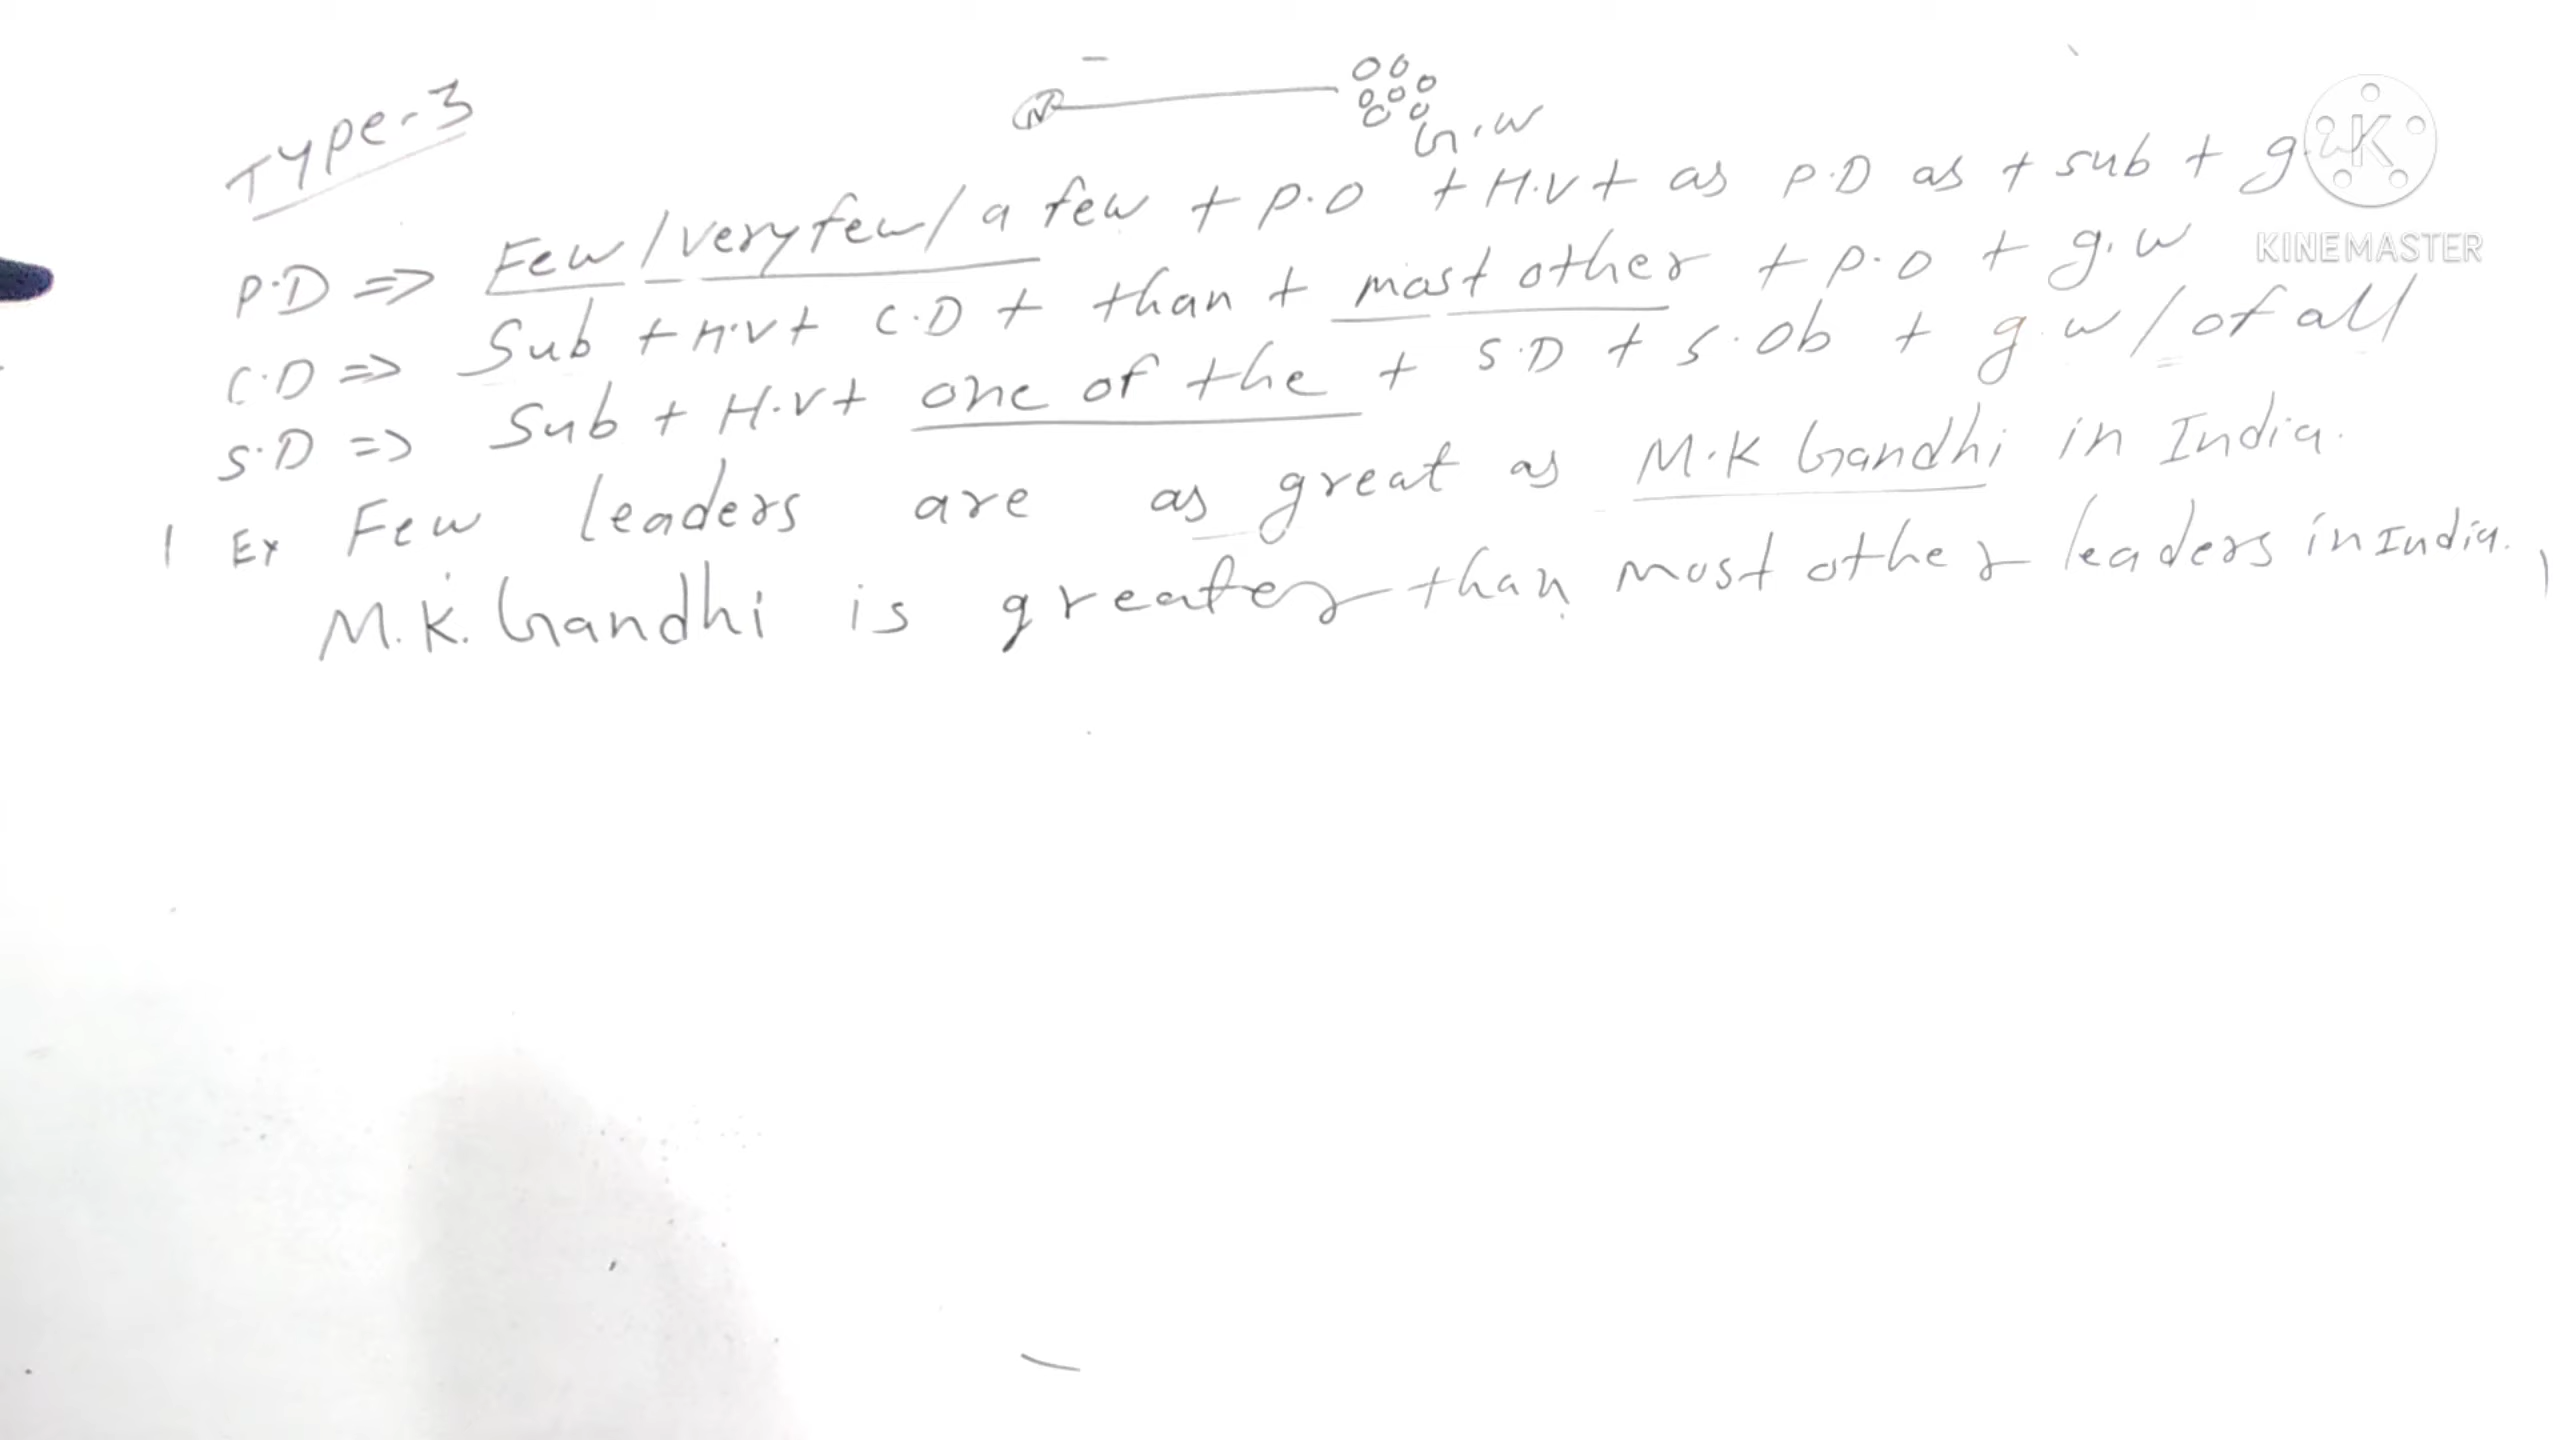 Type-3
G.W
P.D => Few/veryfew/a few + P.O + H.V+ as P.D as + sub + g.w
C.D => Sub + H.V+ C.D + than + most other + P.O + g.w
S.D => Sub + H.V+ one of the + S.D + S.Ob + g.w / of all
1 Ex Few leaders are as great as M.K Gandhi in India.
M.K. Gandhi is greater than most other leaders in India.
KINEMASTER